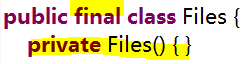 public final class Files {
private Files() { }